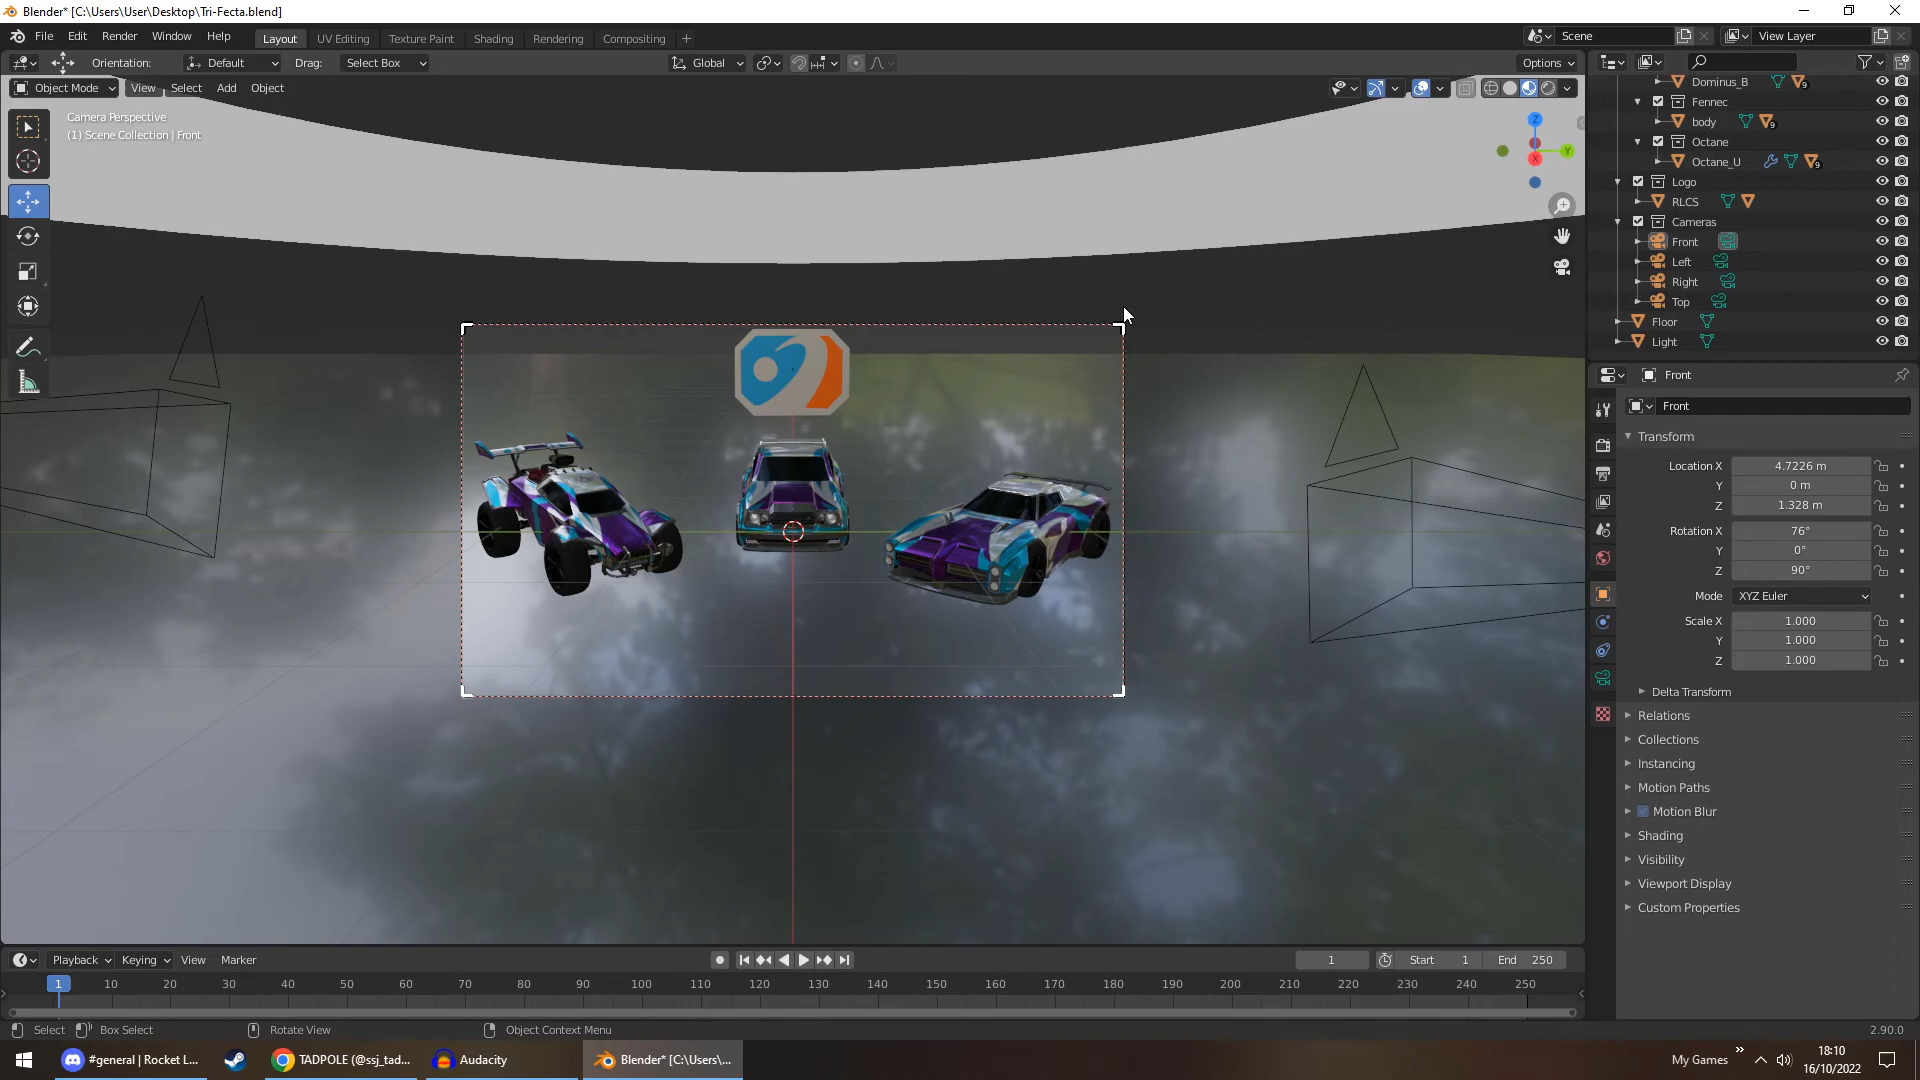 Blender* [C:\Users\User\Desktop\Tri-Fecta.blend]
File Edit Render Window Help Layout UV Editing Texture Paint Shading Rendering Compositing + Scene View Layer
Orientation: Default Drag: Select Box Global Options
Object Mode View Select Add Object
Camera Perspective
(1) Scene Collection | Front
Z
Y
X
Dominus_B 9
Fennec
body 9
Octane
Octane_U 9
Logo
RLCS
Cameras
Front
Left
Right
Top
Floor
Light
Front
Front
Transform
Location X 4.7226 m
Y 0 m
Z 1.328 m
Rotation X 76°
Y 0°
Z 90°
Mode XYZ Euler
Scale X 1.000
Y 1.000
Z 1.000
Delta Transform
Relations
Collections
Instancing
Motion Paths
Motion Blur
Shading
Visibility
Viewport Display
Custom Properties
Playback Keying View Marker 1 Start 1 End 250
1 10 20 30 40 50 60 70 80 90 100 110 120 130 140 150 160 170 180 190 200 210 220 230 240 250
Select Box Select Rotate View Object Context Menu 2.90.0
#general | Rocket L... TADPOLE (@ssj_tad... Audacity Blender* [C:\Users\... My Games 18:10
16/10/2022